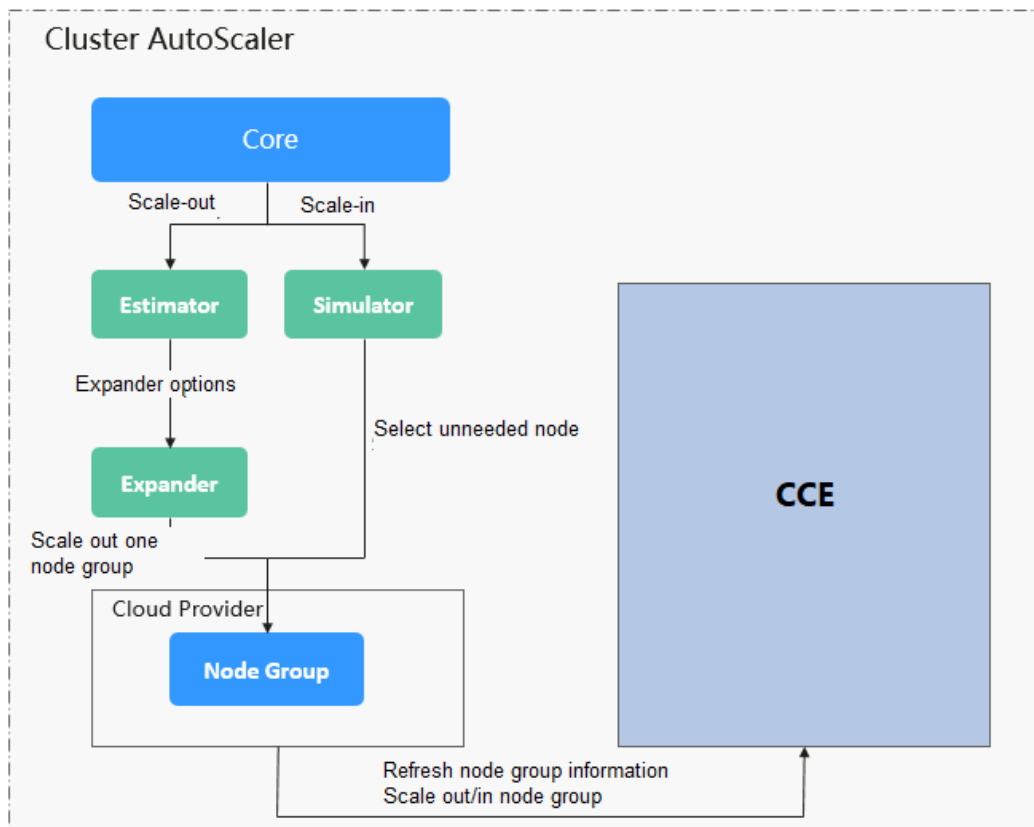 Cluster AutoScaler
Core
Scale-out
Scale-in
Estimator
Simulator
Expander options
Select unneeded node
Expander
CCE
Scale out one
node group
Cloud Provider
Node Group
Refresh node group information
Scale out/in node group